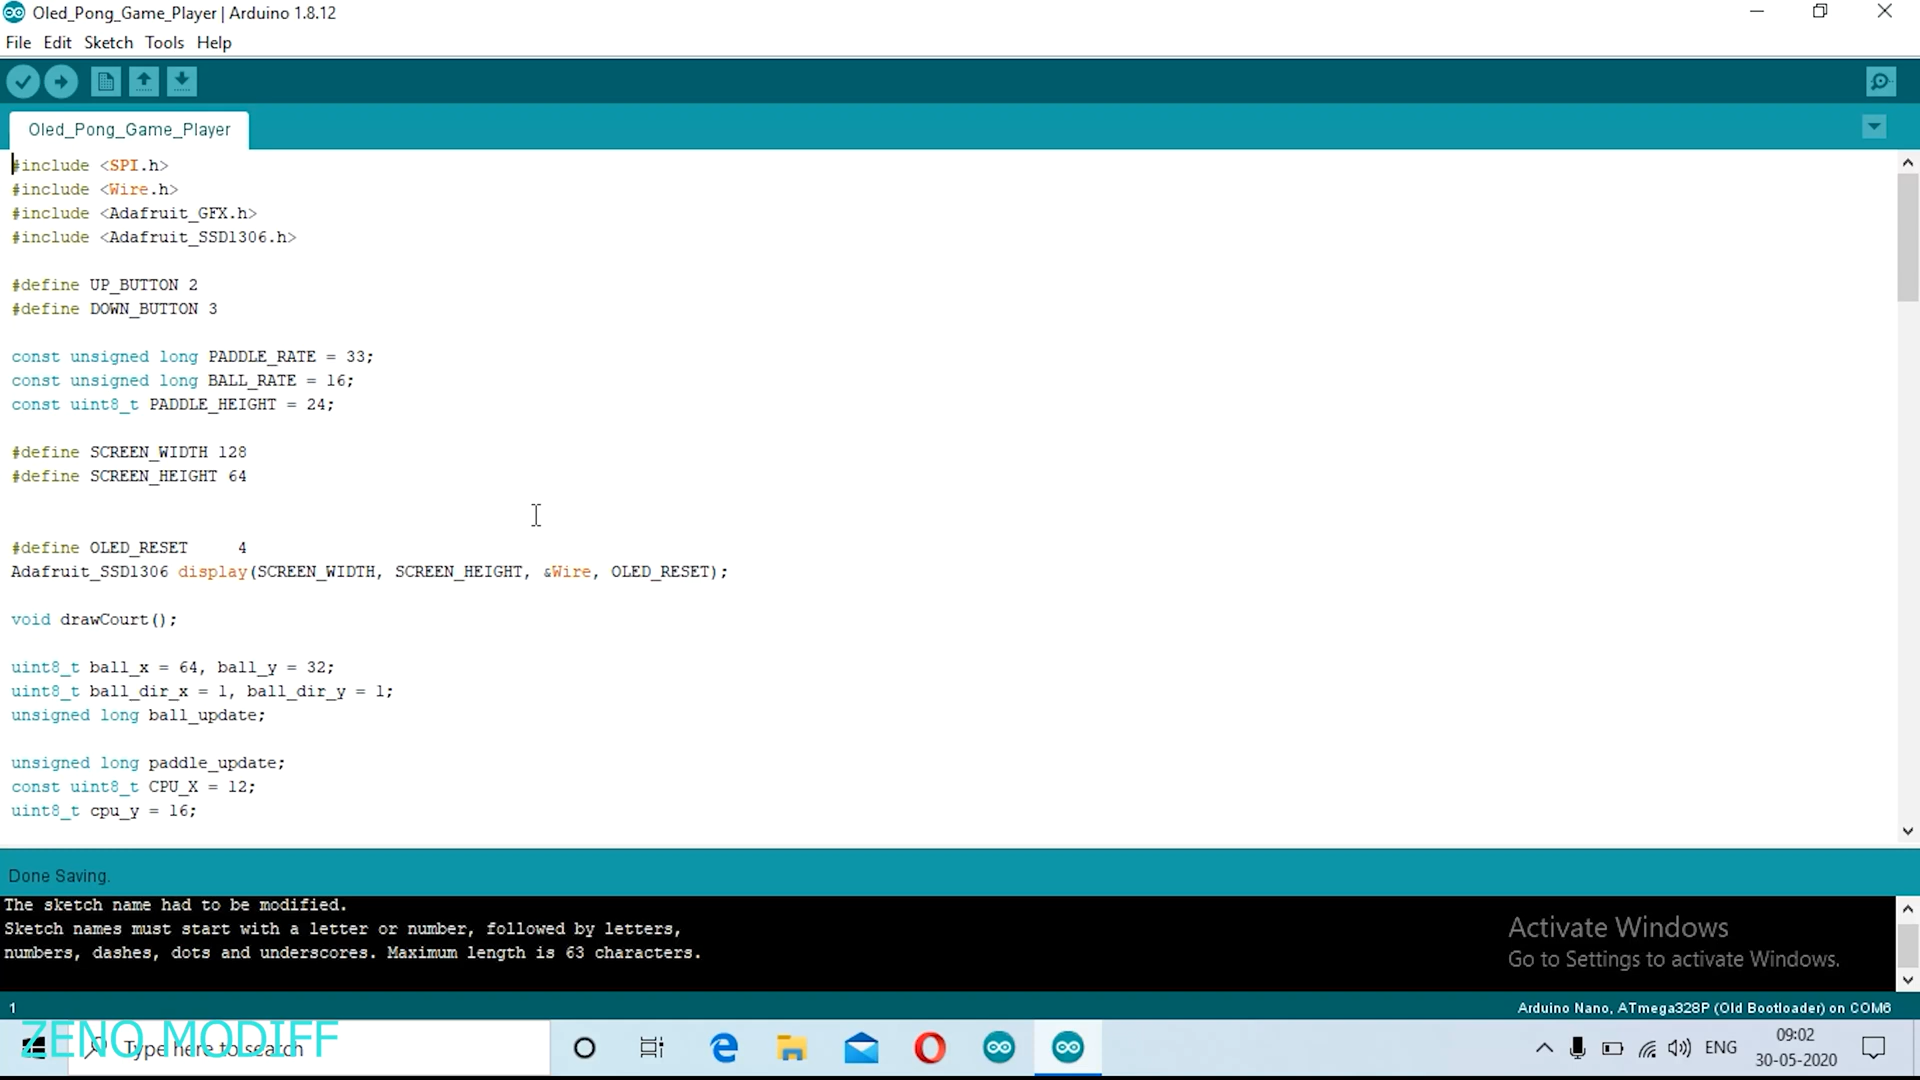 Oled_Pong_Game_Player | Arduino 1.8.12
File Edit Sketch Tools Help
Oled_Pong_Game_Player
#include <SPI.h>
#include <Wire.h>
#include <Adafruit_GFX.h>
#include <Adafruit_SSD1306.h>
#define UP_BUTTON 2
#define DOWN_BUTTON 3
const unsigned long PADDLE_RATE = 33;
const unsigned long BALL_RATE = 16;
const uint8_t PADDLE_HEIGHT = 24;
#define SCREEN_WIDTH 128
#define SCREEN_HEIGHT 64
#define OLED_RESET     4
Adafruit_SSD1306 display(SCREEN_WIDTH, SCREEN_HEIGHT, &Wire, OLED_RESET);
void drawCourt();
uint8_t ball_x = 64, ball_y = 32;
uint8_t ball_dir_x = 1, ball_dir_y = 1;
unsigned long ball_update;
unsigned long paddle_update;
const uint8_t CPU_X = 12;
uint8_t cpu_y = 16;
Done Saving.
The sketch name had to be modified.
Sketch names must start with a letter or number, followed by letters,
numbers, dashes, dots and underscores. Maximum length is 63 characters.
Activate Windows
Go to Settings to activate Windows.
1
Arduino Nano, ATmega328P (Old Bootloader) on COM6
ZENO MODIFF
Type here to search
ENG
09:02
30-05-2020